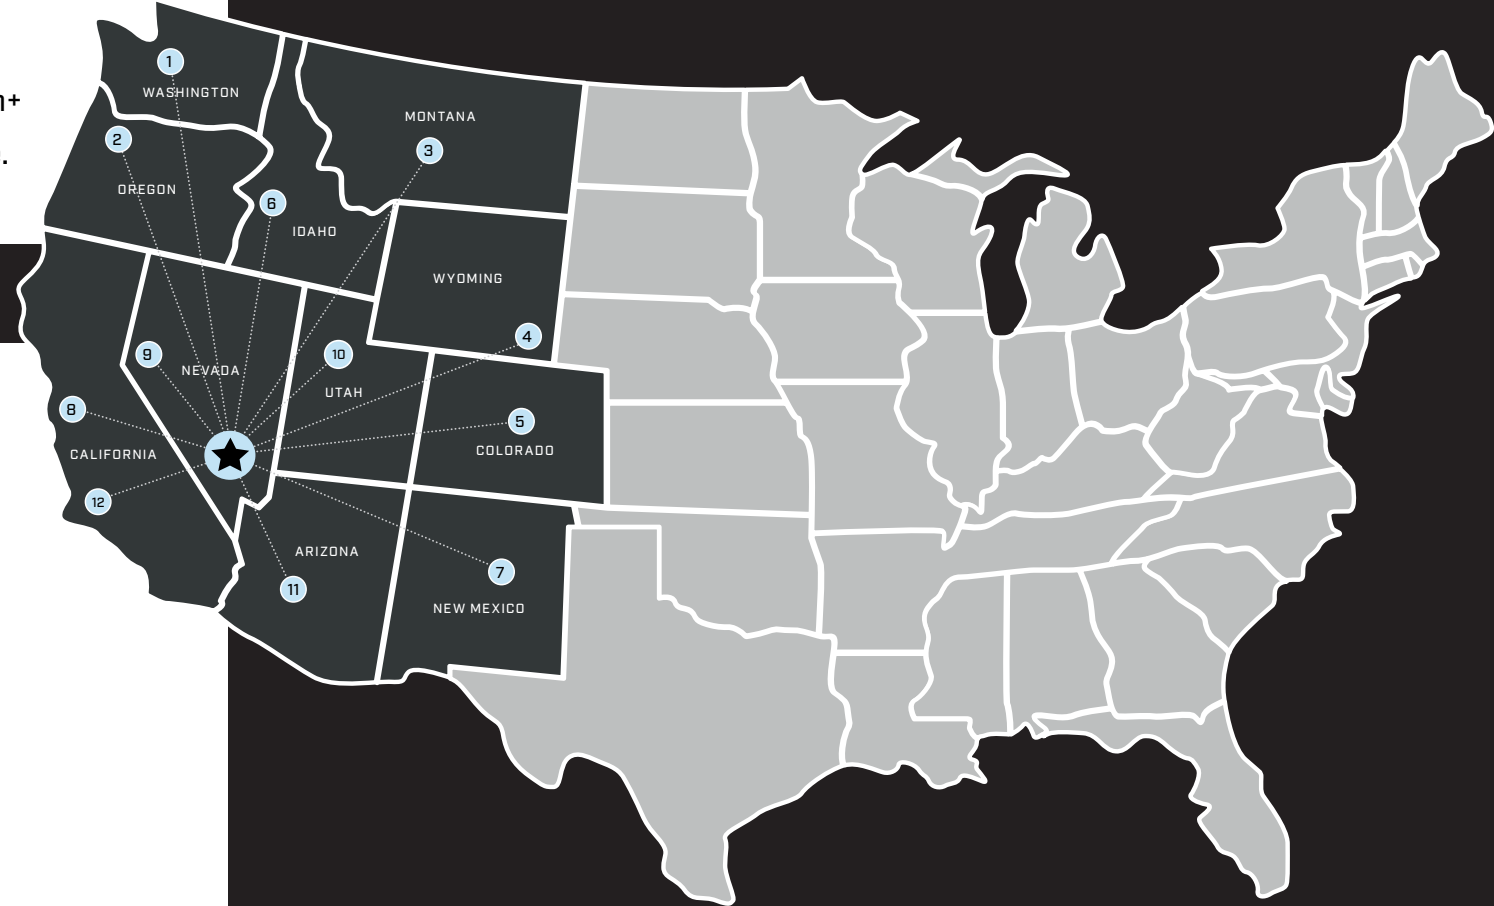 1
WASHINGTON
+
.
MONTANA
2
3
OREGON
6
IDAHO
WYOMING
4
9
10
NEVADA
UTAH
8
5
CALIFORNIA
COLORADO
12
ARIZONA
7
11
NEW MEXICO